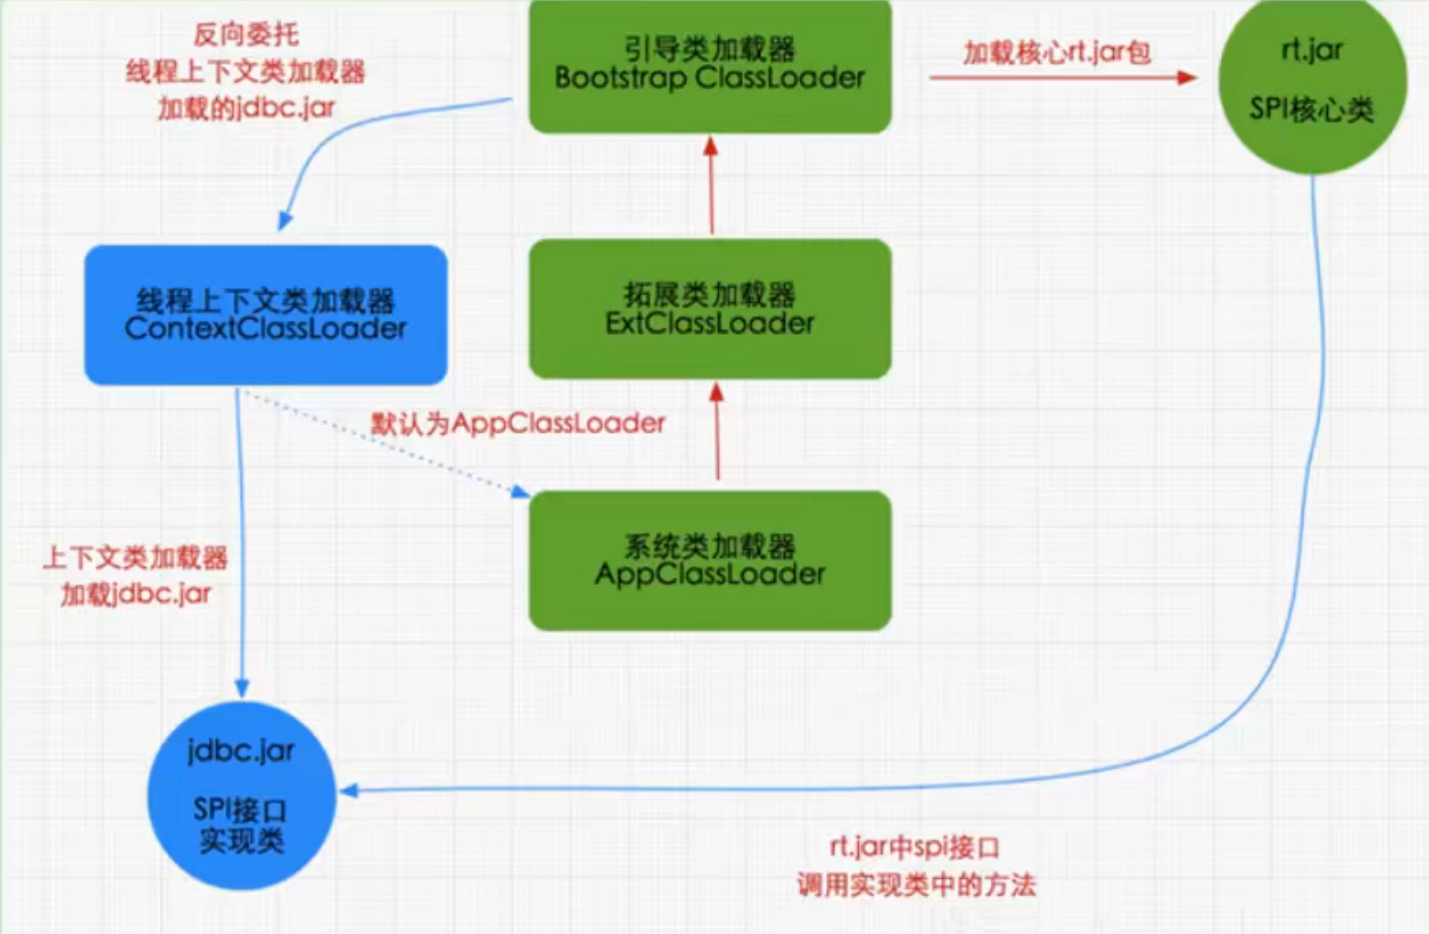 反向委托
线程上下文类加载器
加载的jdbc.jar
引导类加载器
Bootstrap ClassLoader
加载核心rt.jar包
rt.jar
SPI核心类
线程上下文类加载器
ContextClassLoader
拓展类加载器
ExtClassLoader
默认为AppClassLoader
系统类加载器
AppClassLoader
上下文类加载器
加载jdbc.jar
jdbc.jar
SPI接口
实现类
rt.jar中spi接口
调用实现类中的方法